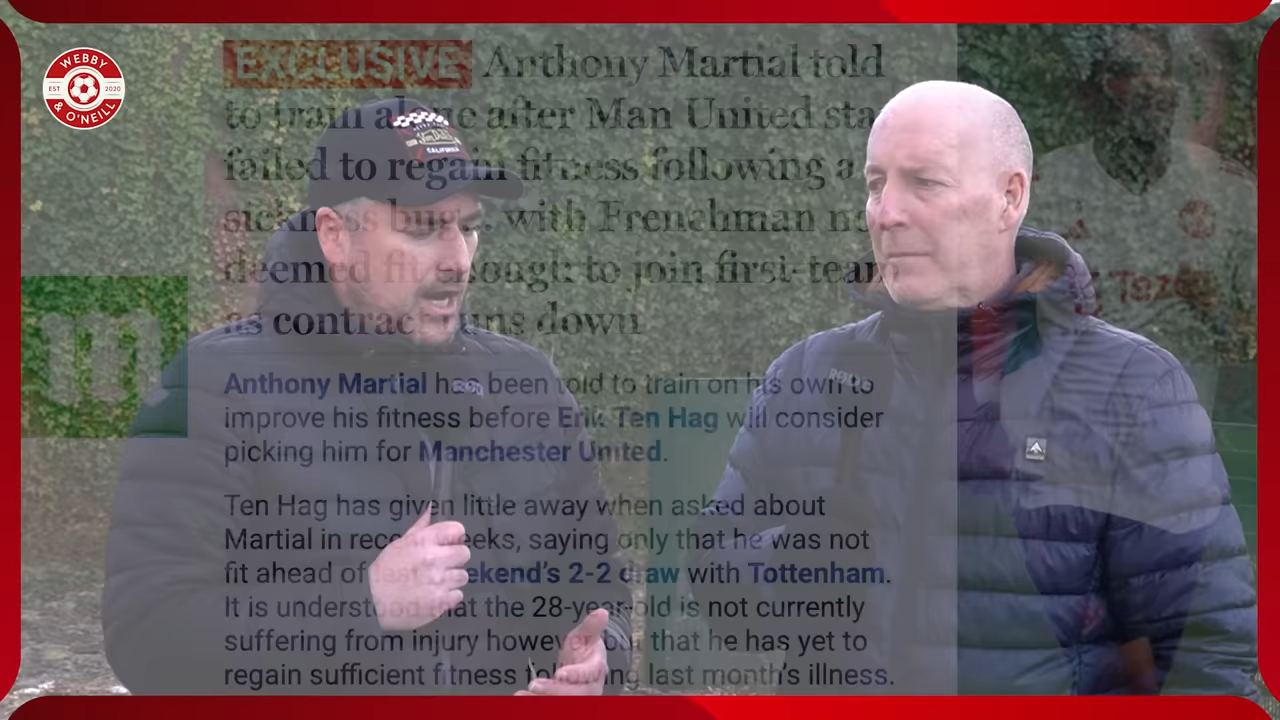 WEBBY
EST 2020
& O'NEILL
EXCLUSIVE Anthony Martial told
to train alone after Man United
failed to regain fitness following a
sickness bug... with Frenchman
deemed fit enough to join first-team
as contract runs down
Anthony Martial has been told to train on his own to
improve his fitness before Erik Ten Hag will consider
picking him for Manchester United.
Ten Hag has given little away when asked about
Martial in recent weeks, saying only that he was not
fit ahead of last weekend's 2-2 draw with Tottenham.
It is understood that the 28-year-old is not currently
suffering from injury however, but that he has yet to
regain sufficient fitness following last month's illness.
m
CALIFORNIA